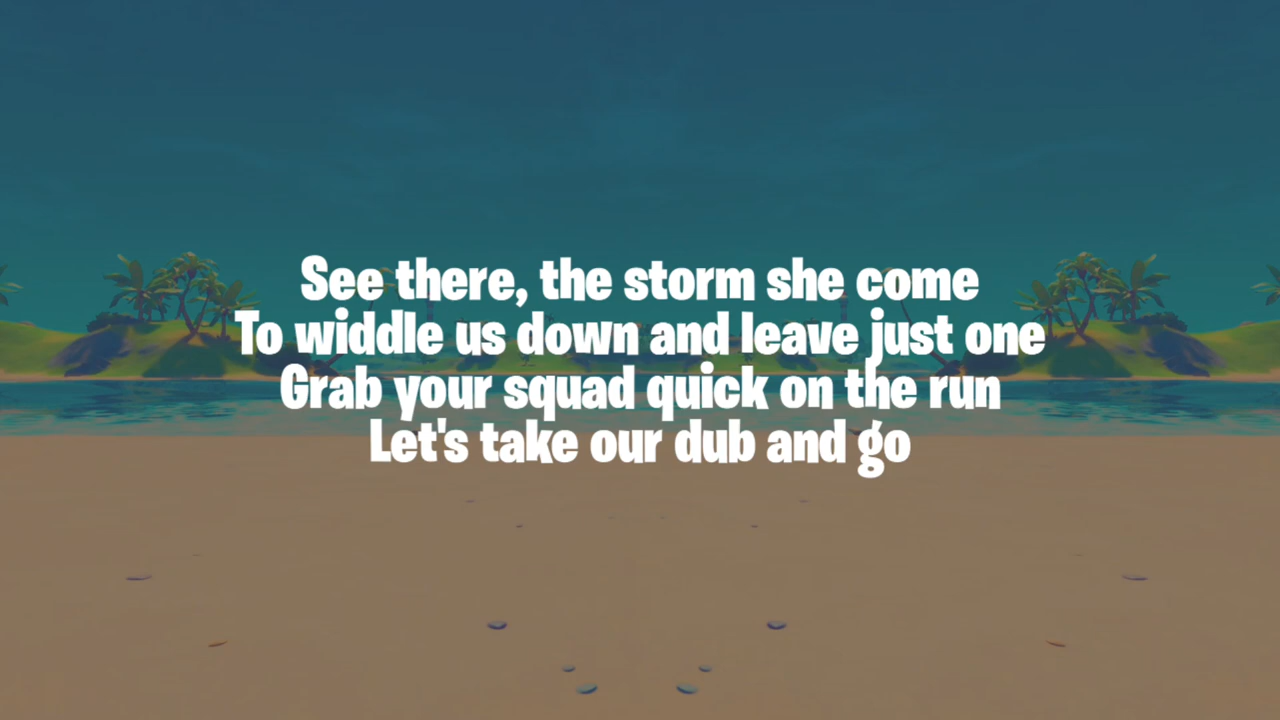 See there, the storm she come
To widdle us down and leave just one
Grab your squad quick on the run
Let's take our dub and go